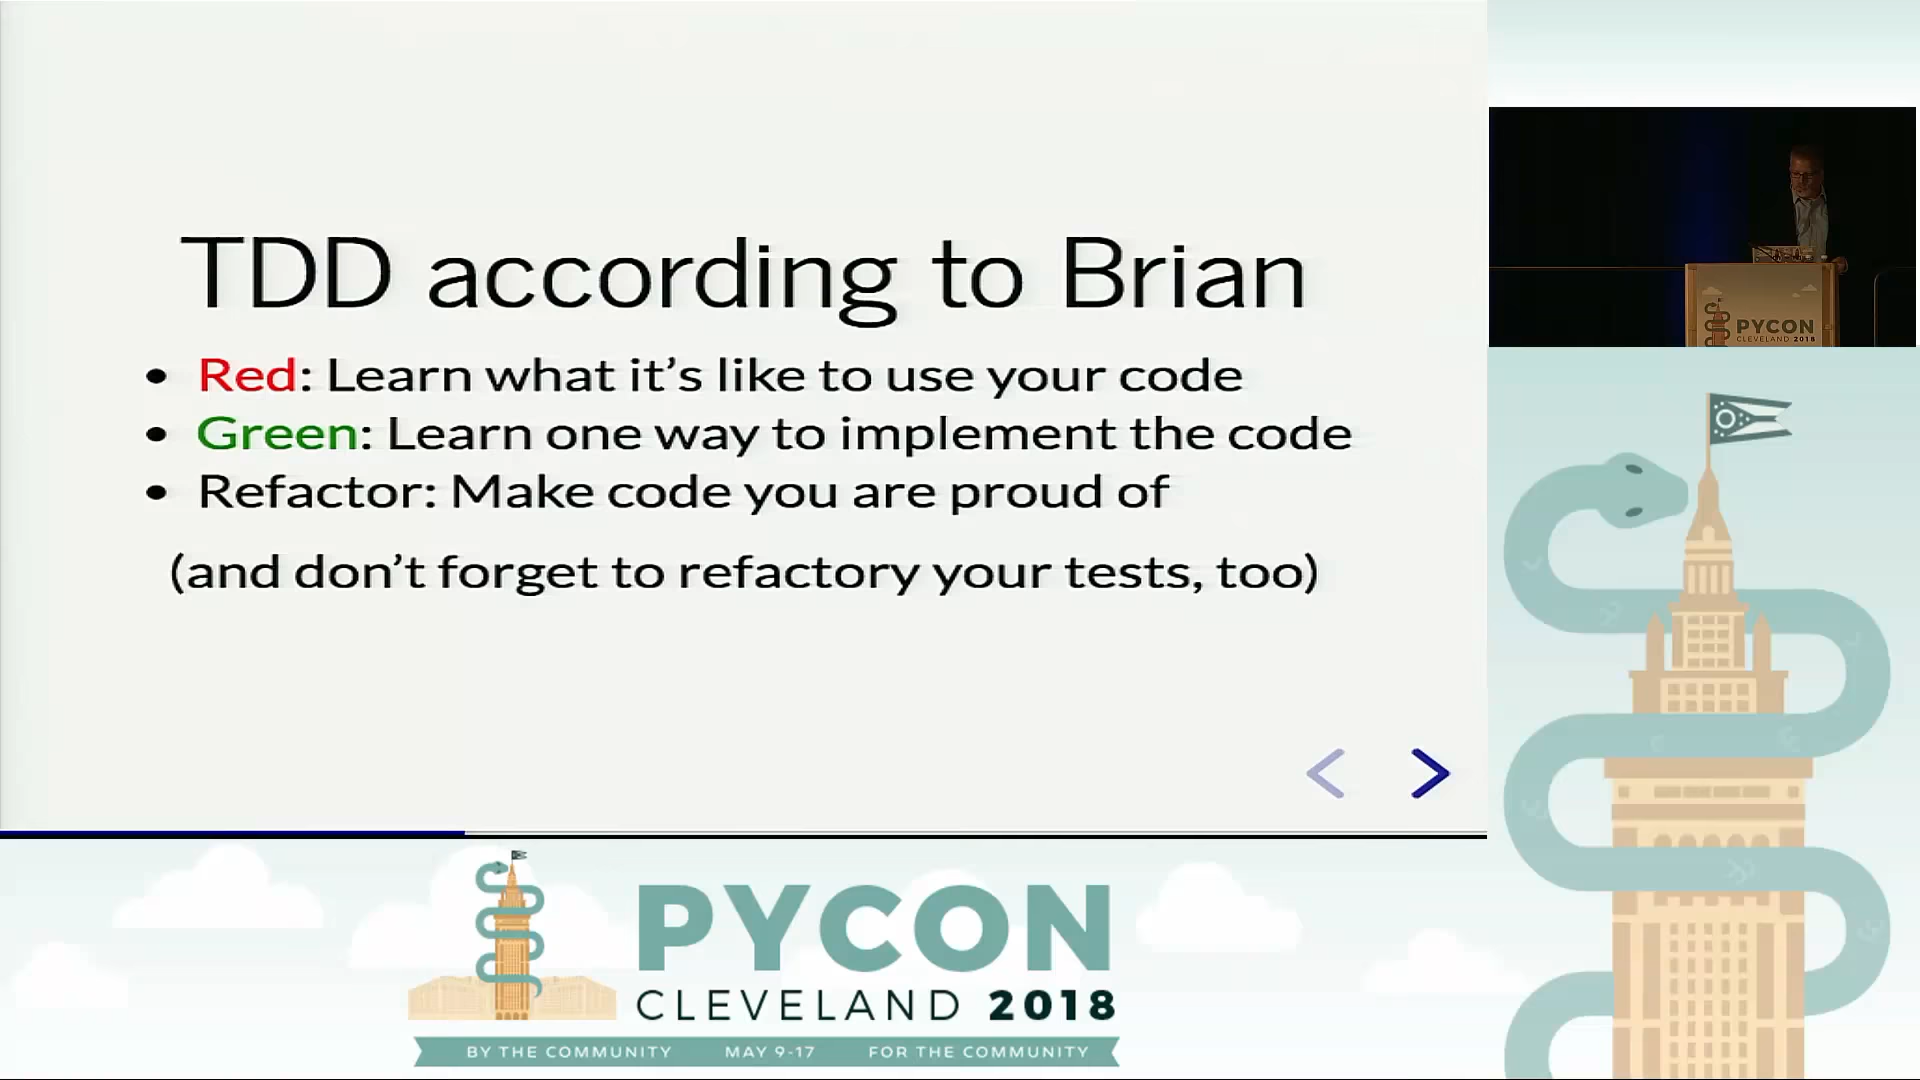 TDD according to Brian
• Red: Learn what it's like to use your code
• Green: Learn one way to implement the code
• Refactor: Make code you are proud of
(and don't forget to refactory your tests, too)
PYCON
CLEVELAND 2018
PYCON
CLEVELAND 2018
BY THE COMMUNITY MAY 9-17 FOR THE COMMUNITY